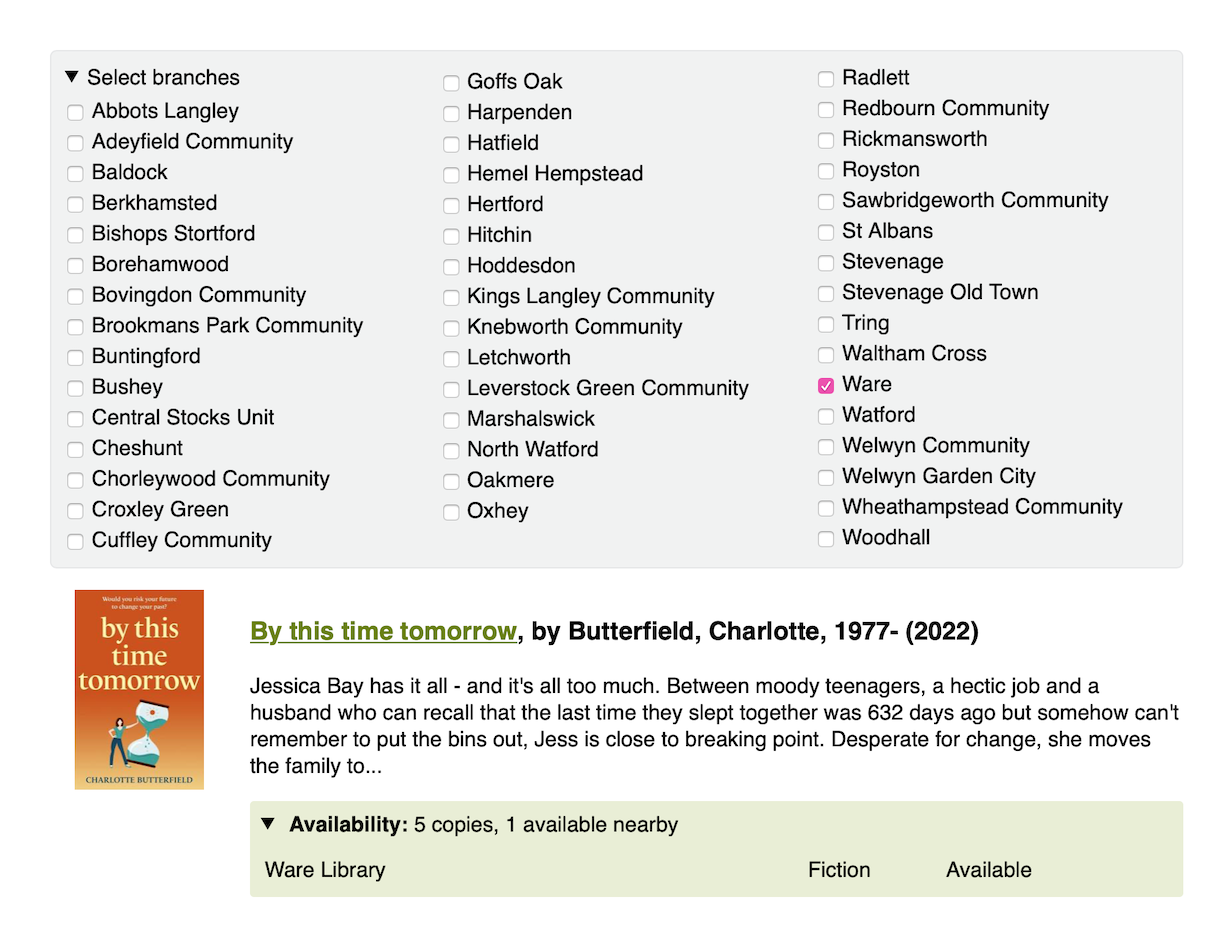 ▼ Select branches
Abbots Langley
Adeyfield Community
Baldock
Berkhamsted
Bishops Stortford
Borehamwood
Bovingdon Community
Brookmans Park Community
Buntingford
Bushey
Central Stocks Unit
Cheshunt
Chorleywood Community
Croxley Green
Cuffley Community
Goffs Oak
Harpenden
Hatfield
Hemel Hempstead
Hertford
Hitchin
Hoddesdon
Kings Langley Community
Knebworth Community
Letchworth
Leverstock Green Community
Marshalswick
North Watford
Oakmere
Oxhey
Radlett
Redbourn Community
Rickmansworth
Royston
Sawbridgeworth Community
St Albans
Stevenage
Stevenage Old Town
Tring
Waltham Cross
Ware
Watford
Welwyn Community
Welwyn Garden City
Wheathampstead Community
Woodhall
Would you risk your future
to change your past?
by this
time
tomorrow
CHARLOTTE BUTTERFIELD
By this time tomorrow, by Butterfield, Charlotte, 1977- (2022)
Jessica Bay has it all - and it's all too much. Between moody teenagers, a hectic job and a
husband who can recall that the last time they slept together was 632 days ago but somehow can't
remember to put the bins out, Jess is close to breaking point. Desperate for change, she moves
the family to...
▼ Availability: 5 copies, 1 available nearby
Ware Library Fiction Available